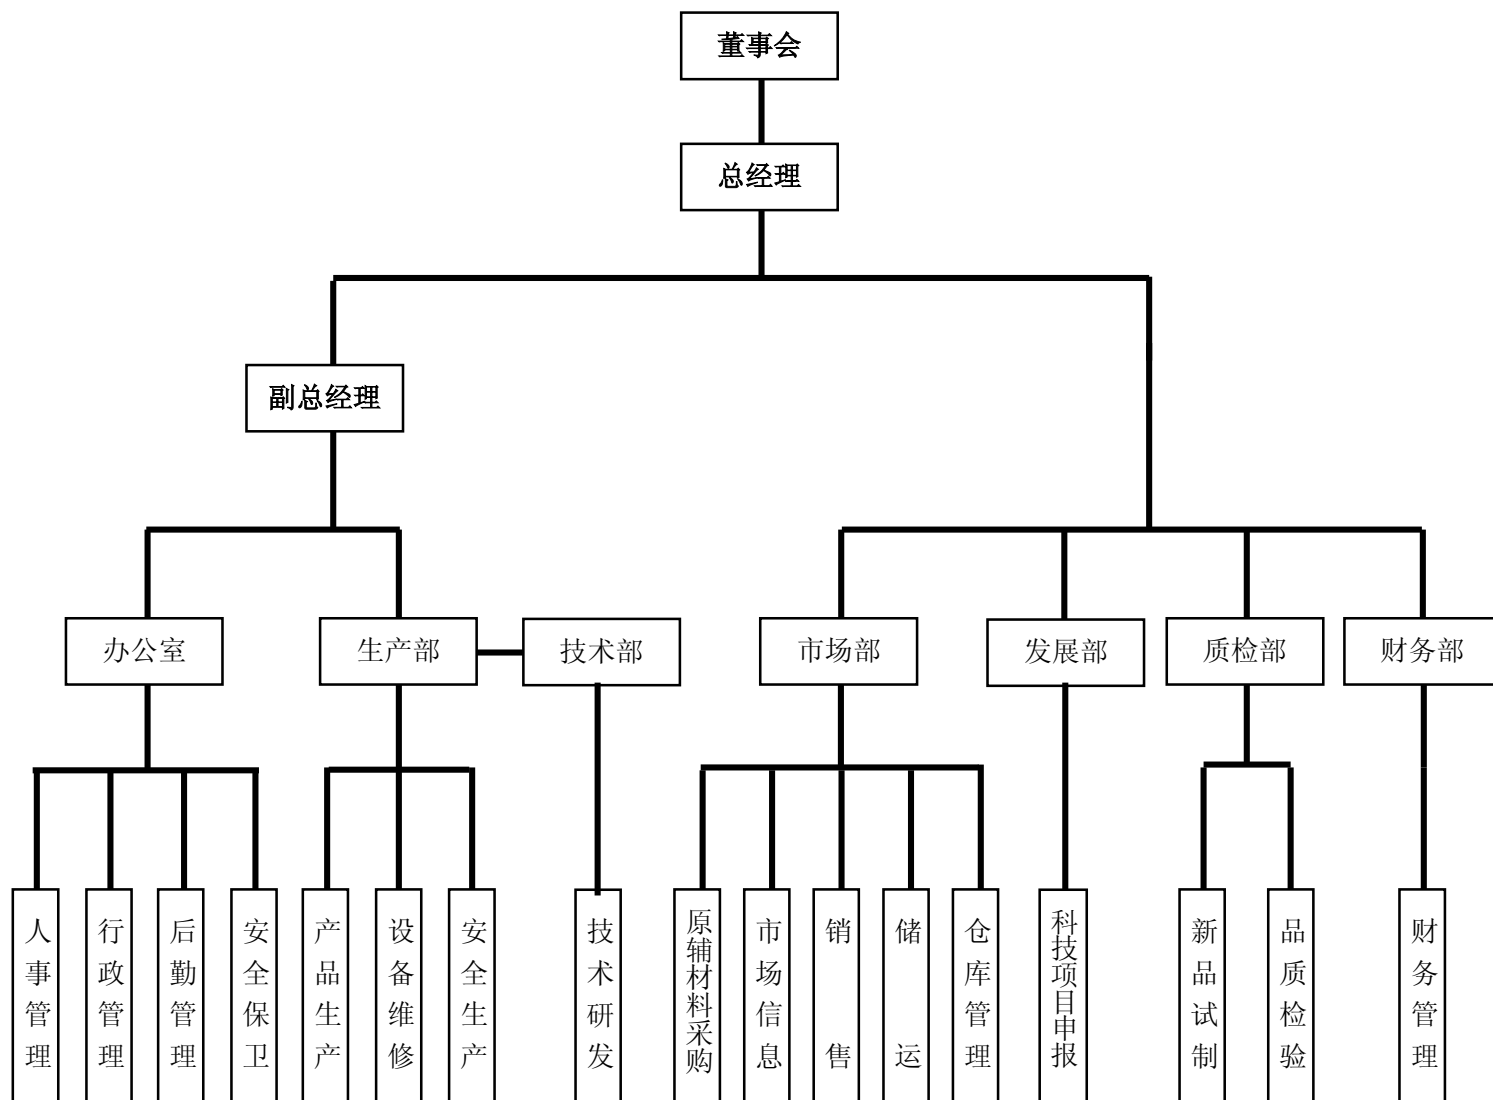 董事会
总经理
副总经理
办公室
生产部
技术部
市场部
发展部
质检部
财务部
人事管理
行政管理
后勤管理
安全保卫
产品生产
设备维修
安全生产
技术研发
原辅材料采购
市场信息
销售
储运
仓库管理
科技项目申报
新品试制
品质检验
财务管理